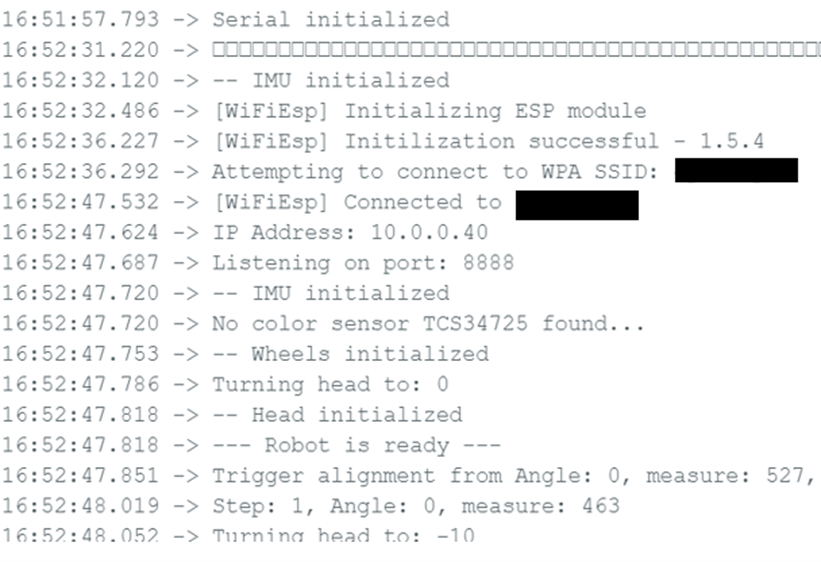 16:51:57.793 -> Serial initialized
16:52:31.220 -> □□□□□□□□□□□□□□□□□□□□□□□□□□□□□□□□□□□□□□□□□□□□□□
16:52:32.120 -> -- IMU initialized
16:52:32.486 -> [WiFiEsp] Initializing ESP module
16:52:36.227 -> [WiFiEsp] Initilization successful - 1.5.4
16:52:36.292 -> Attempting to connect to WPA SSID:
16:52:47.532 -> [WiFiEsp] Connected to
16:52:47.624 -> IP Address: 10.0.0.40
16:52:47.687 -> Listening on port: 8888
16:52:47.720 -> -- IMU initialized
16:52:47.720 -> No color sensor TCS34725 found...
16:52:47.753 -> -- Wheels initialized
16:52:47.786 -> Turning head to: 0
16:52:47.818 -> -- Head initialized
16:52:47.818 -> --- Robot is ready ---
16:52:47.851 -> Trigger alignment from Angle: 0, measure: 527,
16:52:48.019 -> Step: 1, Angle: 0, measure: 463
16:52:48.052 -> Turning head to: -10